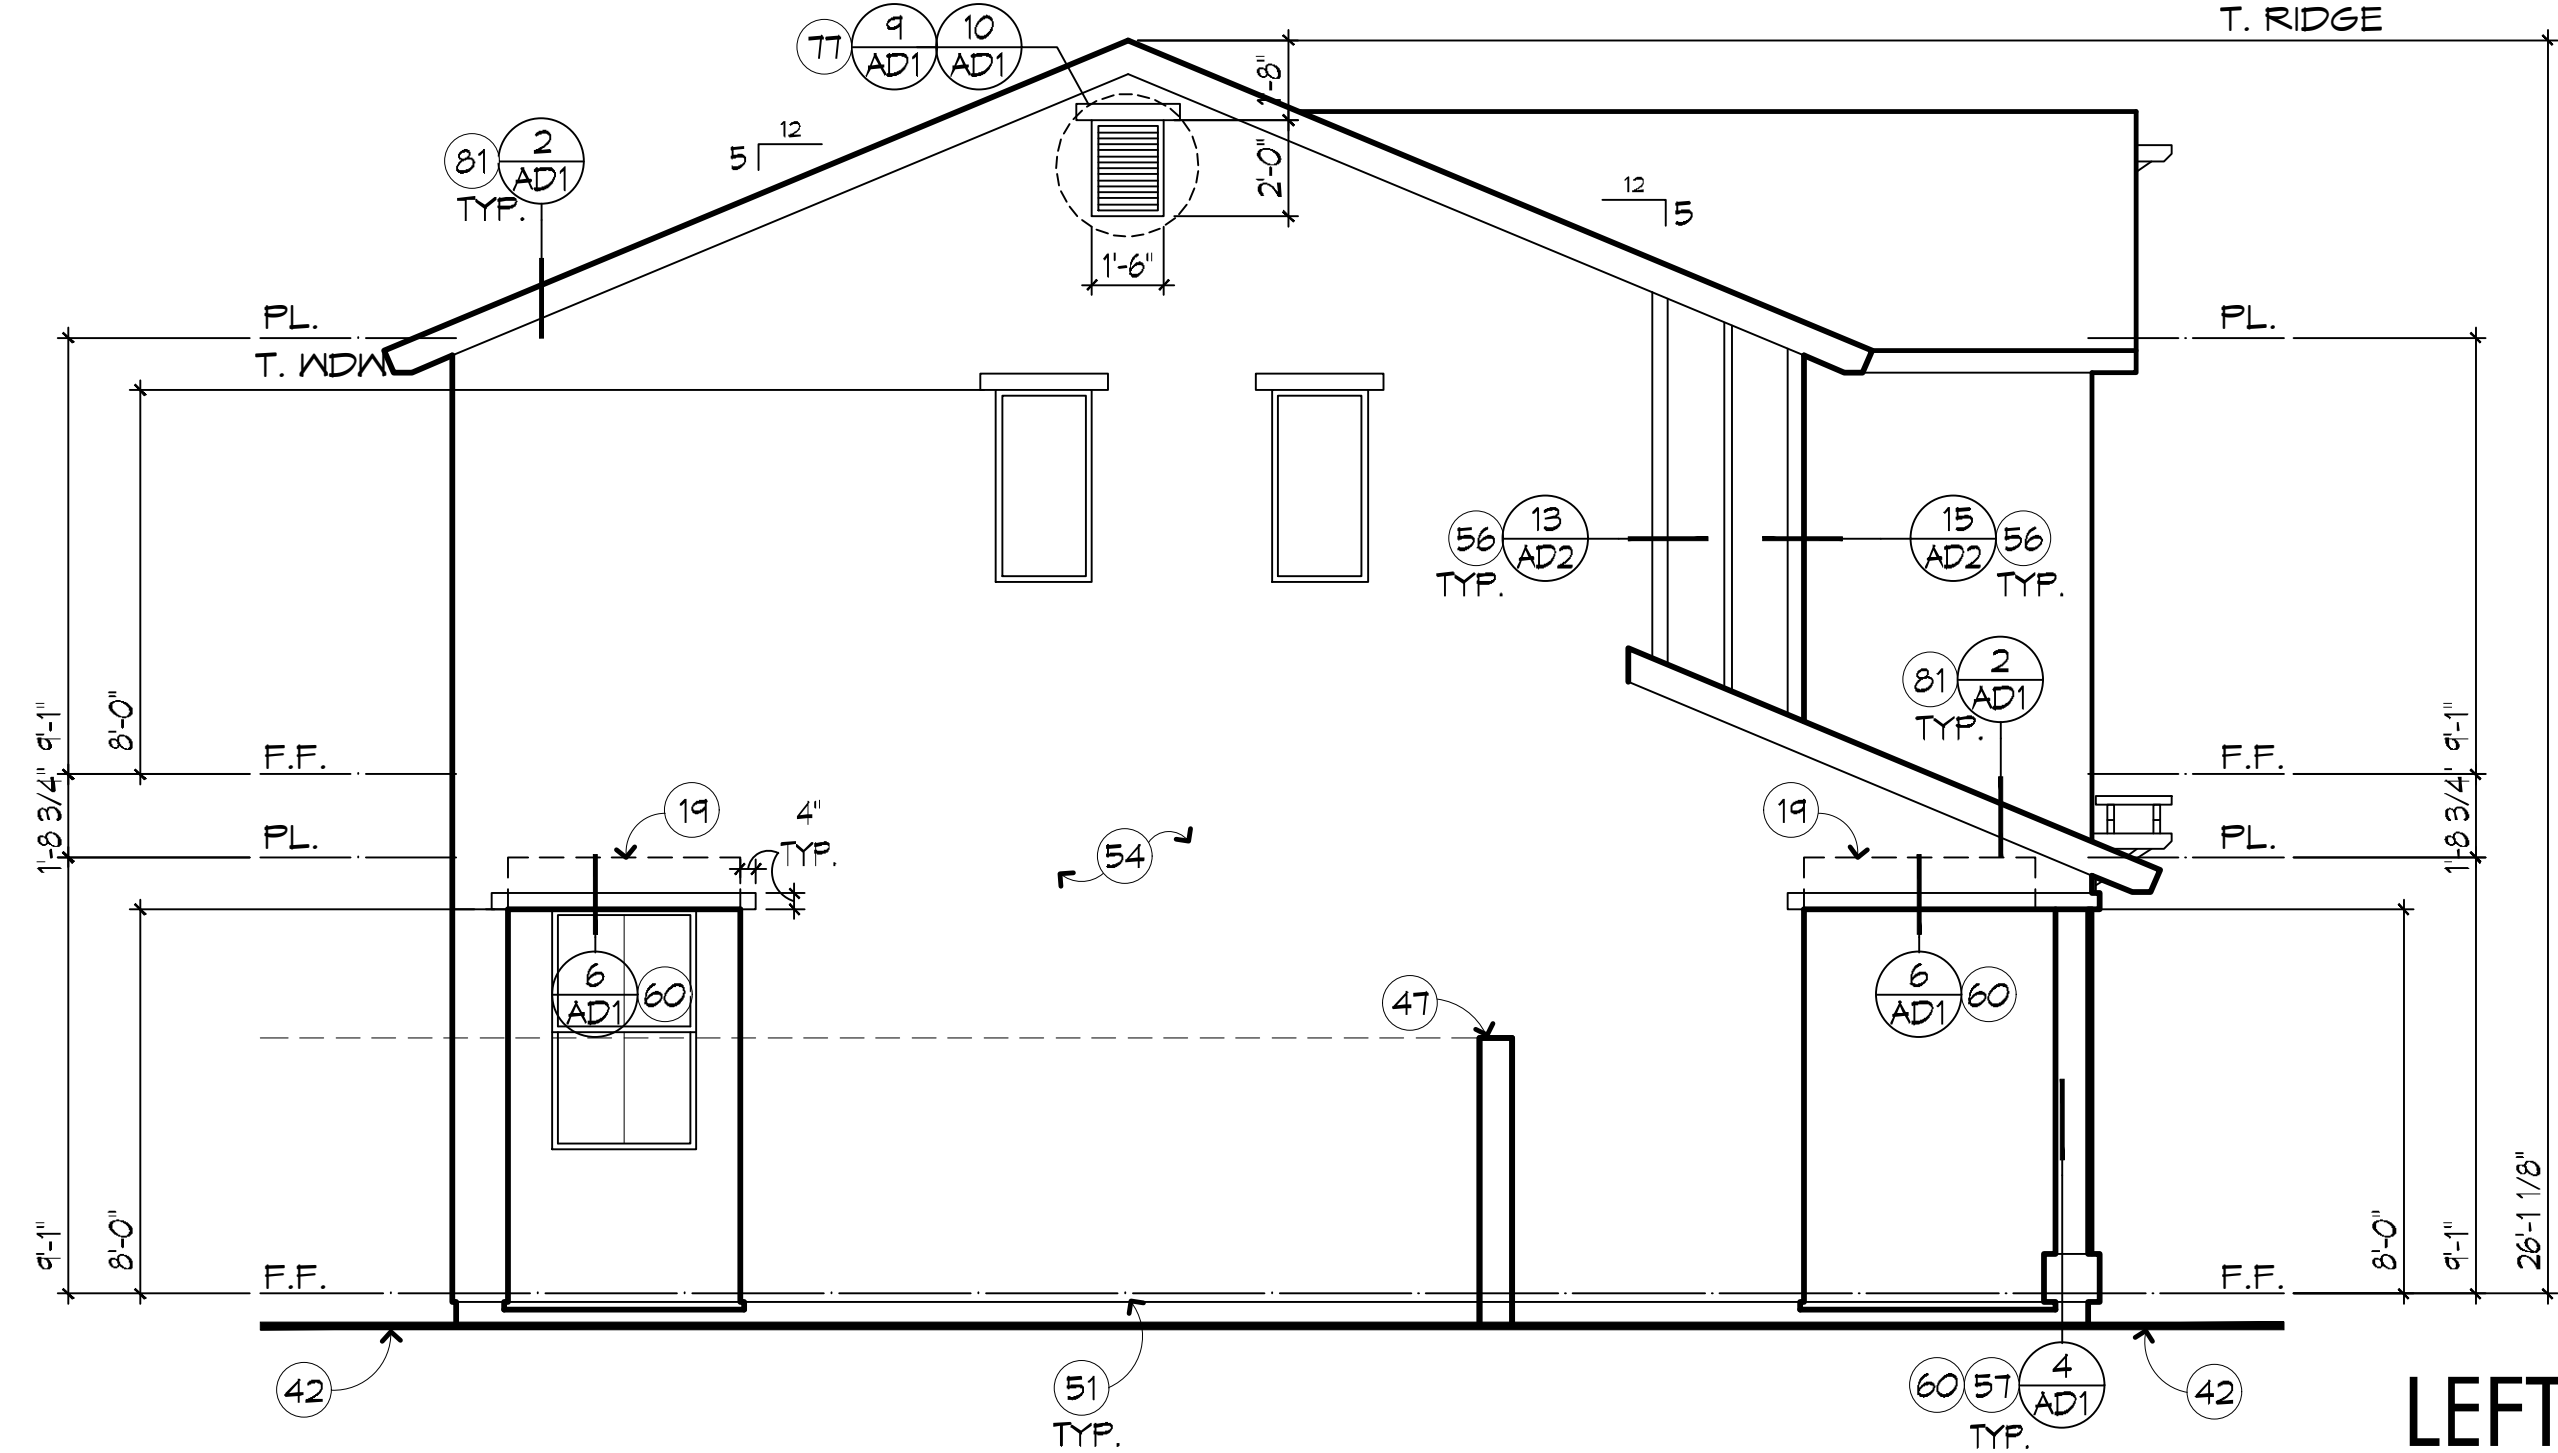 T. RIDGE
77
9
AD1
10
AD1
1'-8"
12
5
81
2
AD1
TYP.
2'-0"
12
5
1'-6"
PL.
PL.
T. WDW
56
13
AD2
TYP.
15
AD2
56
TYP.
81
2
AD1
TYP.
9'-1"
8'-0"
F.F.
F.F.
9'-1"
1'-8 3/4"
19
4"
TYP.
54
19
1'-8 3/4"
PL.
PL.
6
AD1
60
47
6
AD1
60
9'-1"
8'-0"
8'-0"
9'-1"
26'-1 1/8"
F.F.
F.F.
42
51
TYP.
60
57
4
AD1
TYP.
42
LEFT